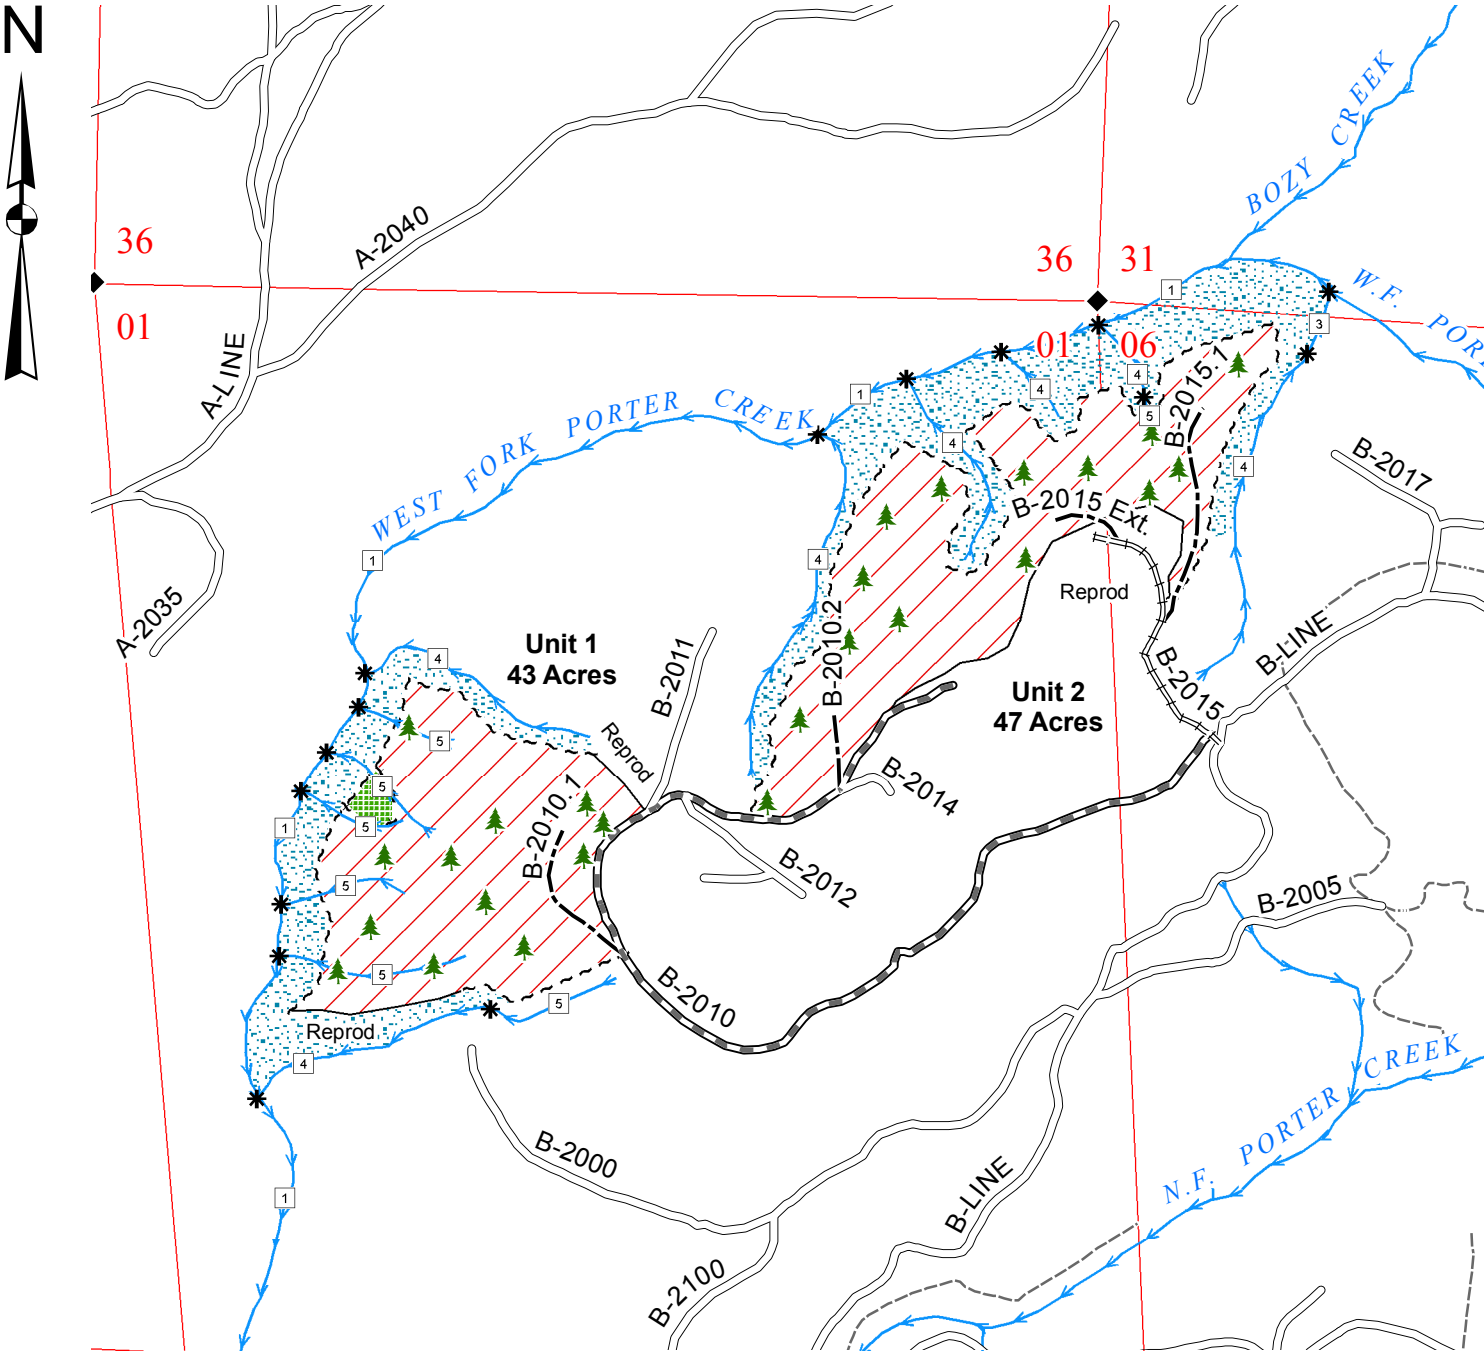 N
BOZY CREEK
A-2040
36
36
31
W.F. POR
1
01
01
06
3
A-LINE
B-2015.1
4
4
5
1
WEST FORK PORTER CREEK
4
4
B-2017
B-2015 Ext.
1
4
A-2035
Reprod
B-2010.2
B-LINE
Unit 1
43 Acres
B-2011
4
B-2015
Unit 2
47 Acres
Reprod
5
5
B-2014
5
1
B-2010.1
B-2012
5
B-2005
5
5
B-2010
Reprod
4
N.F. PORTER CREEK
B-2000
B-LINE
1
B-2100